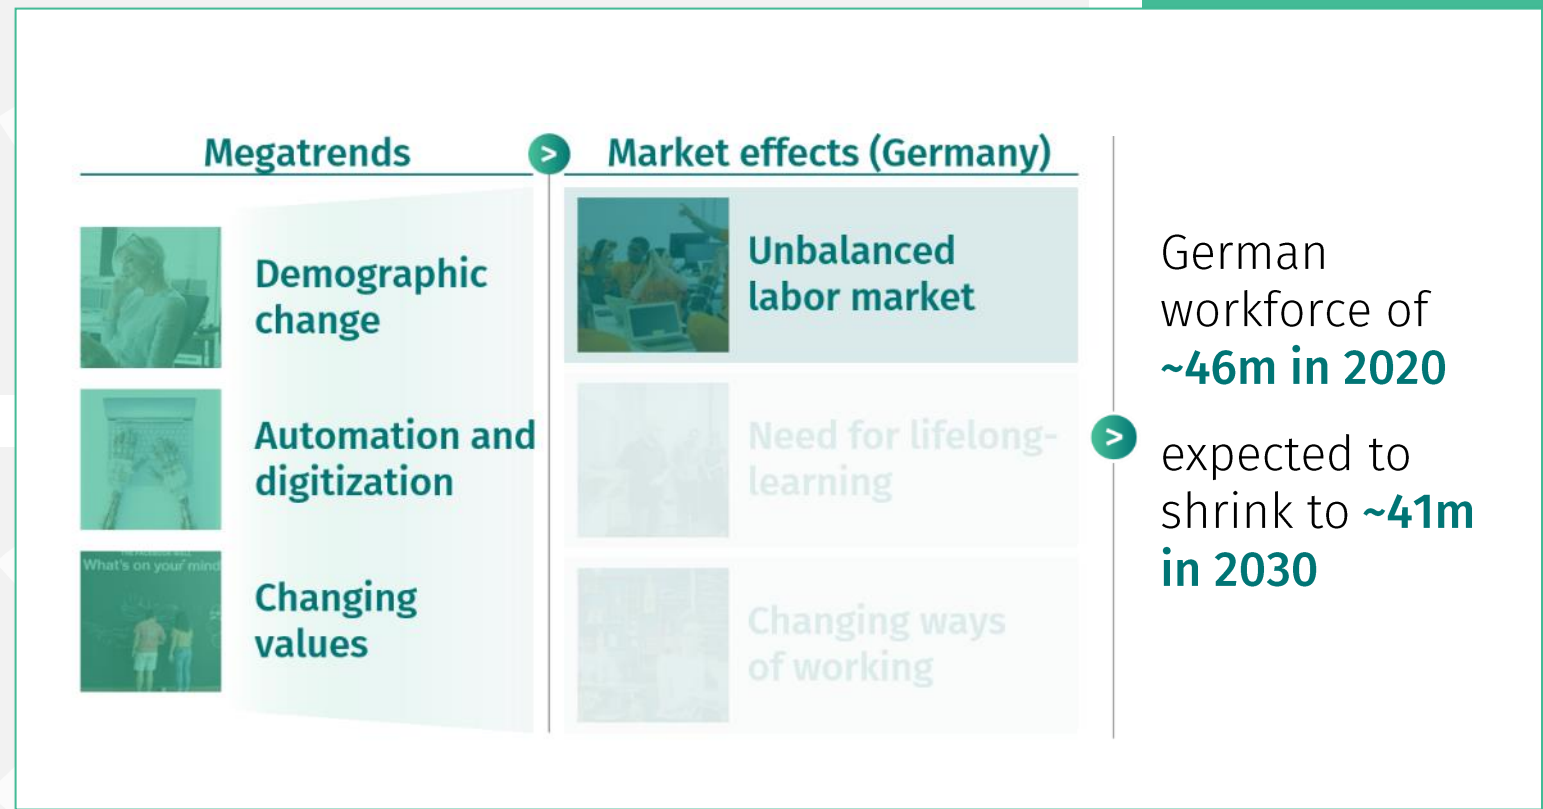 Megatrends
>
Market effects (Germany)
Demographic
change
Automation and
digitization
What's on your mind
Changing
values
Unbalanced
labor market
Need for lifelong-
learning
Changing ways
of working
>
German
workforce of
~46m in 2020
expected to
shrink to ~41m
in 2030